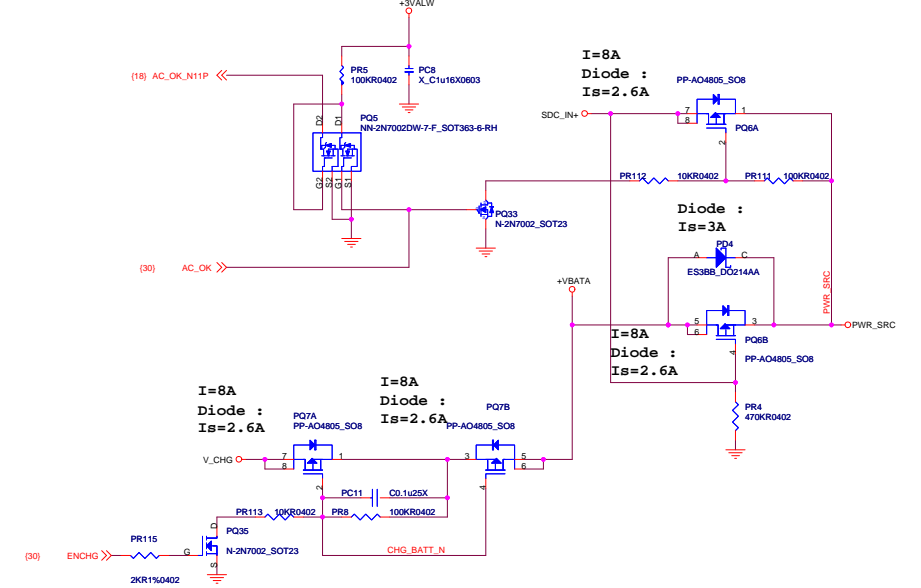 +3VALW
I=8A
Diode :
Is=2.6A
{18} AC_OK_N11P
PR5
100KR0402
PC8
X_C1u16X0603
PP-AO4805_SO8
SDC_IN+
7
8
1
PQ6A
2
D2
D1
PQ5
NN-2N7002DW-7-F_SOT363-6-RH
G2
S2
G1
S1
PR112
10KR0402
PR111
100KR0402
PQ33
N-2N7002_SOT23
Diode :
Is=3A
PD4
A
C
ES3BB_DO214AA
{30} AC_OK
+VBATA
PWR_SRC
5
6
3
PWR_SRC
I=8A
Diode :
Is=2.6A
PQ6B
4
PP-AO4805_SO8
I=8A
Diode :
Is=2.6A
I=8A
Diode :
Is=2.6A
PR4
470KR0402
PQ7A
PP-AO4805_SO8
PQ7B
PP-AO4805_SO8
V_CHG
7
8
1
3
5
6
2
4
PC11
C0.1u25X
PR113
10KR0402
PR8
100KR0402
D
PQ35
N-2N7002_SOT23
G
S
CHG_BATT_N
{30} ENCHG
PR115
2KR1%0402